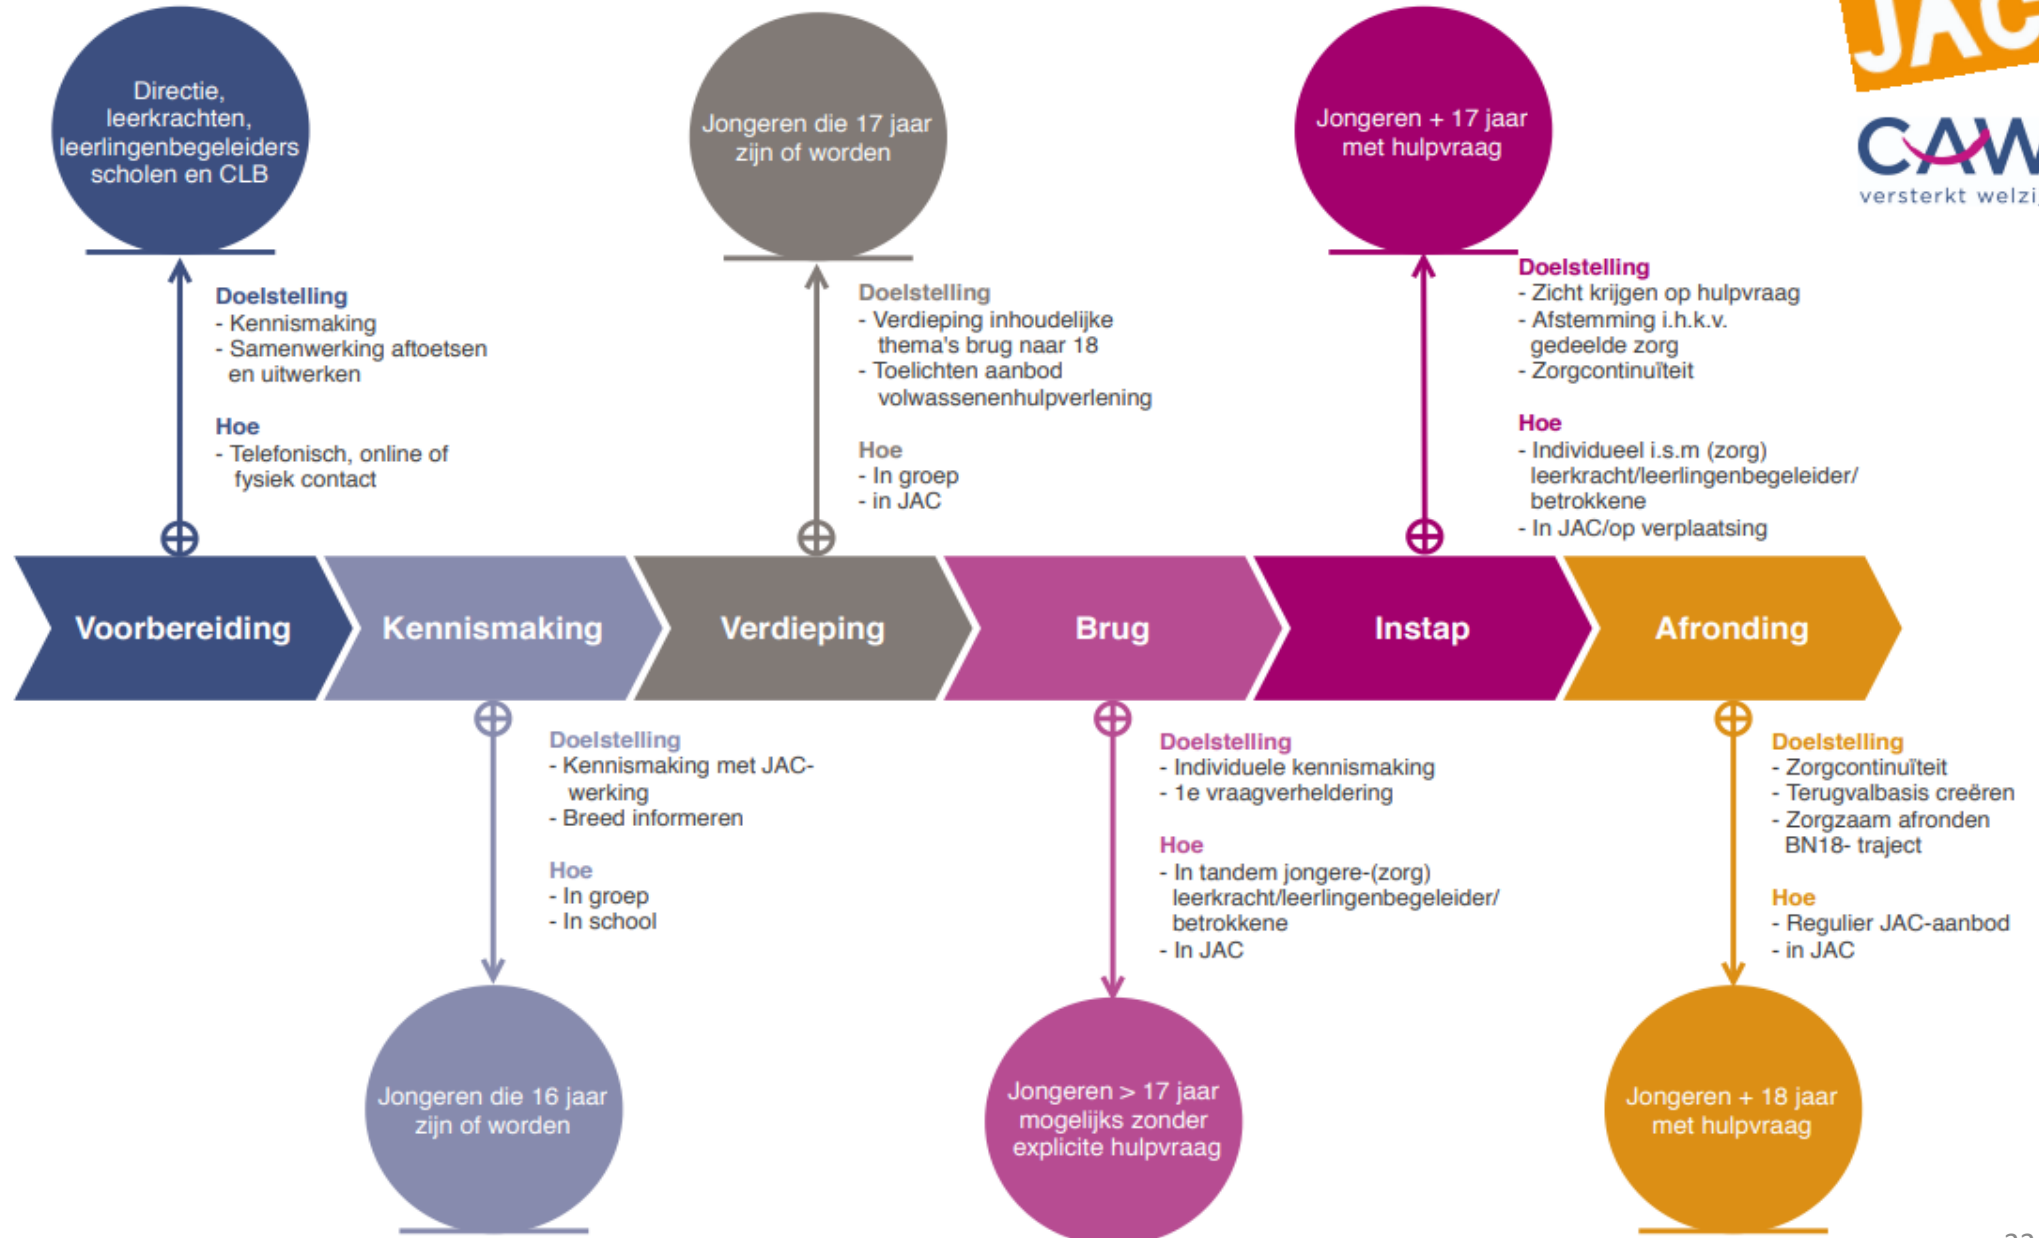 JAC
CAW
versterkt welzij
Directie,
leerkrachten,
leerlingenbegeleiders
scholen en CLB
Doelstelling
- Kennismaking
- Samenwerking aftoetsen
en uitwerken
Hoe
- Telefonisch, online of
fysiek contact
Jongeren die 17 jaar
zijn of worden
Doelstelling
- Verdieping inhoudelijke
thema's brug naar 18
- Toelichten aanbod
volwassenenhulpverlening
Hoe
- In groep
- in JAC
Jongeren + 17 jaar
met hulpvraag
Doelstelling
- Zicht krijgen op hulpvraag
- Afstemming i.h.k.v.
gedeelde zorg
- Zorgcontinuïteit
Hoe
- Individueel i.s.m (zorg)
leerkracht/leerlingenbegeleider/
betrokkene
- In JAC/op verplaatsing
Voorbereiding
Kennismaking
Verdieping
Brug
Instap
Afronding
Doelstelling
- Kennismaking met JAC-
werking
- Breed informeren
Hoe
- In groep
- In school
Jongeren die 16 jaar
zijn of worden
Doelstelling
- Individuele kennismaking
- 1e vraagverheldering
Hoe
- In tandem jongere-(zorg)
leerkracht/leerlingenbegeleider/
betrokkene
- In JAC
Jongeren > 17 jaar
mogelijks zonder
explicite hulpvraag
Doelstelling
- Zorgcontinuïteit
- Terugvalbasis creëren
- Zorgzaam afronden
BN18- traject
Hoe
- Regulier JAC-aanbod
- in JAC
Jongeren + 18 jaar
met hulpvraag